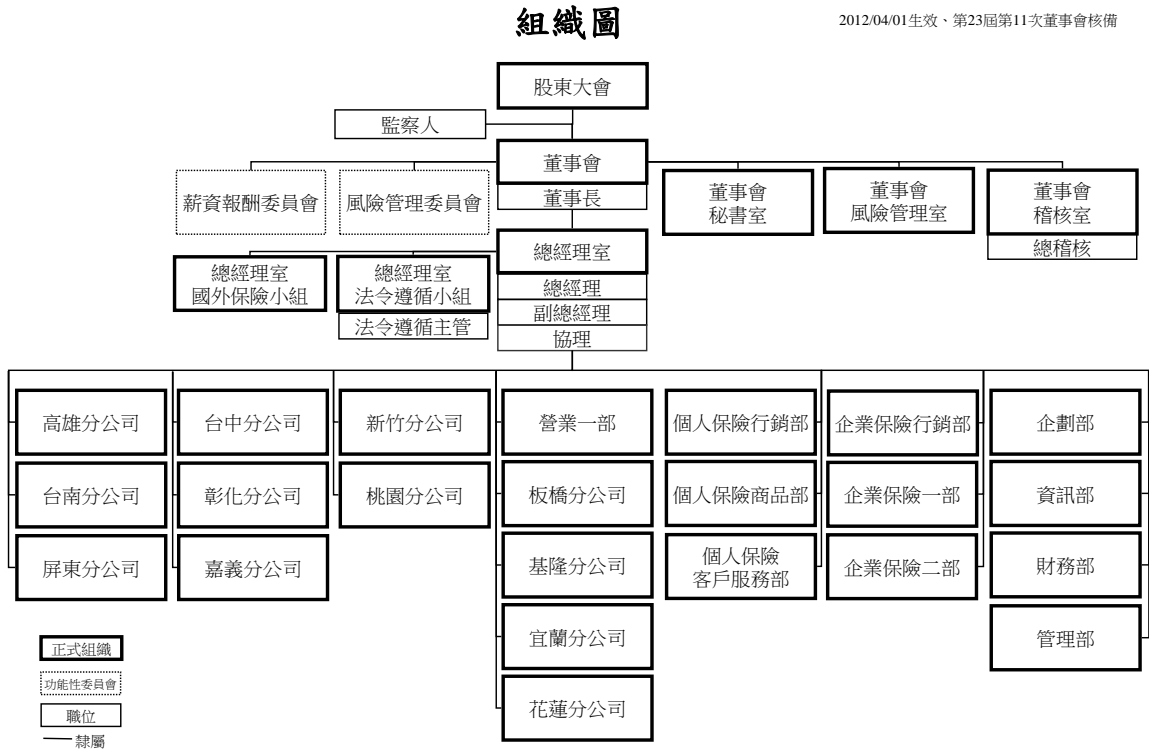 組織圖
2012/04/01生效、第23屆第11次董事會核備
股東大會
監察人
董事會
董事長
薪資報酬委員會
風險管理委員會
董事會
秘書室
董事會
風險管理室
董事會
稽核室
總稽核
總經理室
總經理
副總經理
協理
總經理室
國外保險小組
總經理室
法令遵循小組
法令遵循主管
高雄分公司
台南分公司
屏東分公司
台中分公司
彰化分公司
嘉義分公司
新竹分公司
桃園分公司
營業一部
板橋分公司
基隆分公司
宜蘭分公司
花蓮分公司
個人保險行銷部
個人保險商品部
個人保險
客戶服務部
企業保險行銷部
企業保險一部
企業保險二部
企劃部
資訊部
財務部
管理部
正式組織
功能性委員會
職位
隸屬